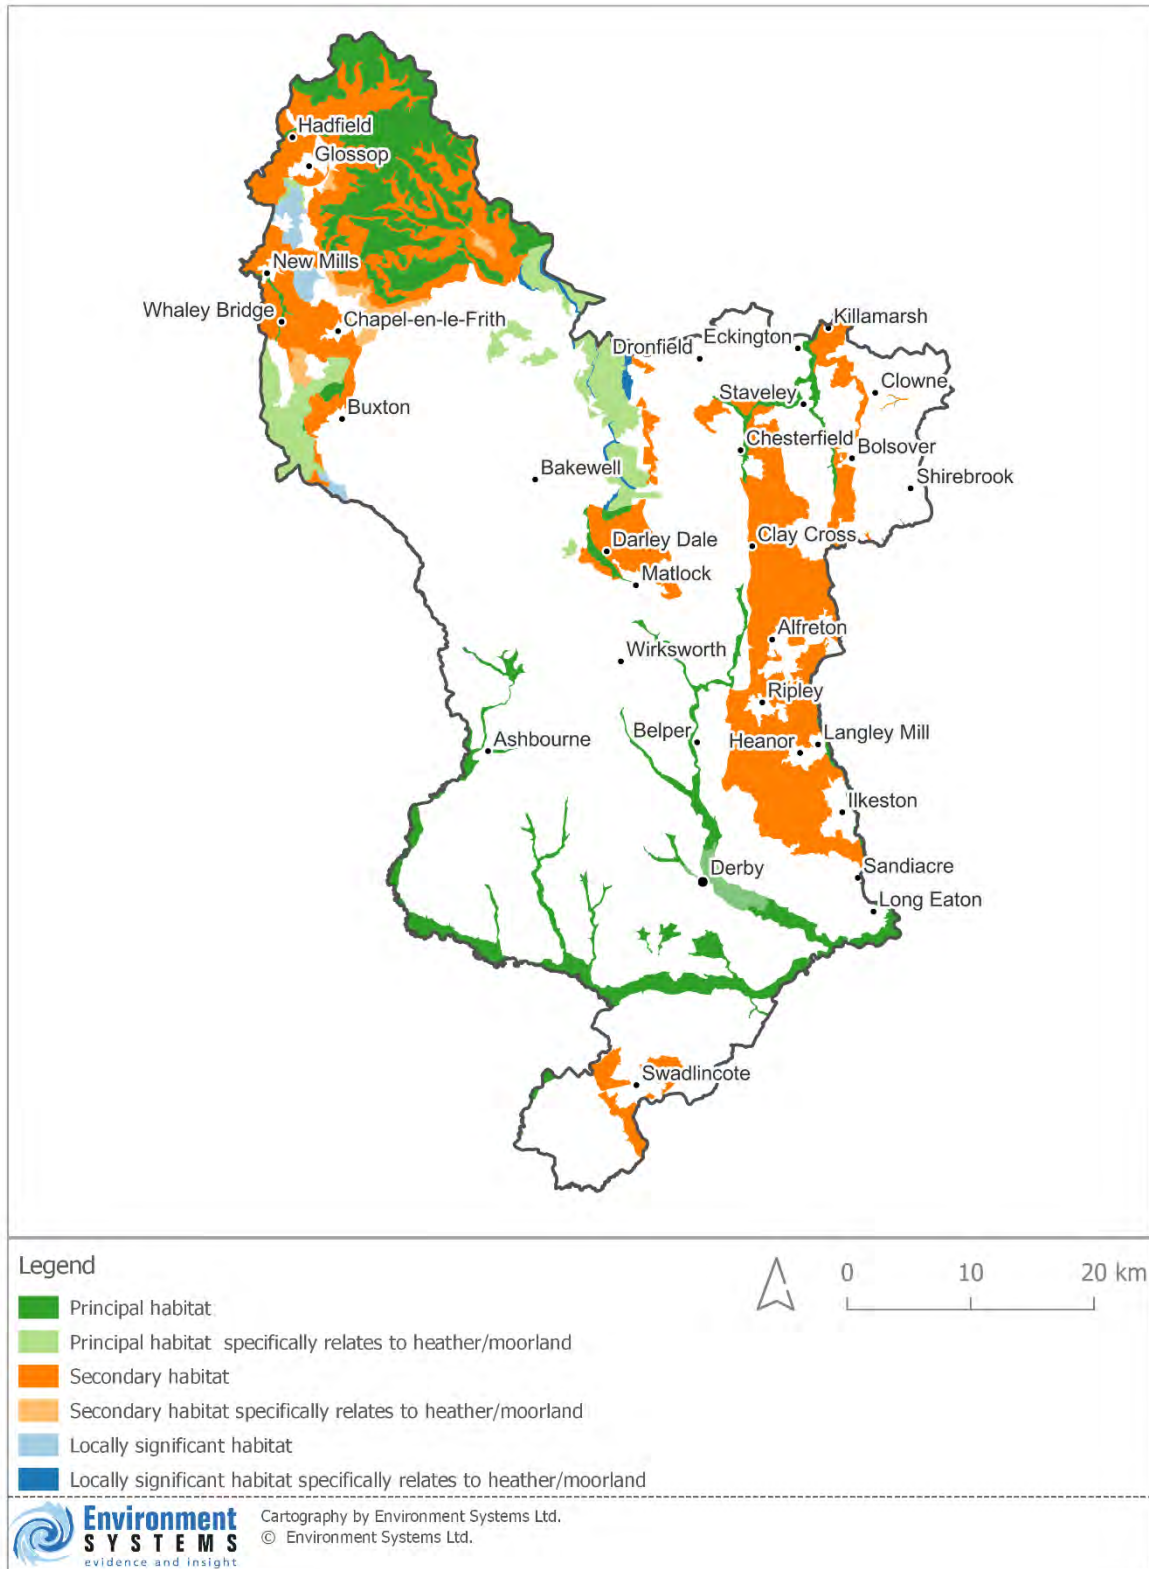 Hadfield
Glossop
New Mills
Whaley Bridge
Chapel-en-le-Frith
Killamarsh
Eckington
Dronfield
Clowne
Staveley
Buxton
Chesterfield
Bolsover
Bakewell
Shirebrook
Darley Dale
Clay Cross
Matlock
Alfreton
Wirksworth
Ripley
Belper
Langley Mill
Ashbourne
Heanor
Ilkeston
Derby
Sandiacre
Long Eaton
Swadlincote
Legend
0 10 20 km
Principal habitat
Principal habitat specifically relates to heather/moorland
Secondary habitat
Secondary habitat specifically relates to heather/moorland
Locally significant habitat
Locally significant habitat specifically relates to heather/moorland
Environment
SYSTEMS
evidence and insight
Cartography by Environment Systems Ltd.
© Environment Systems Ltd.